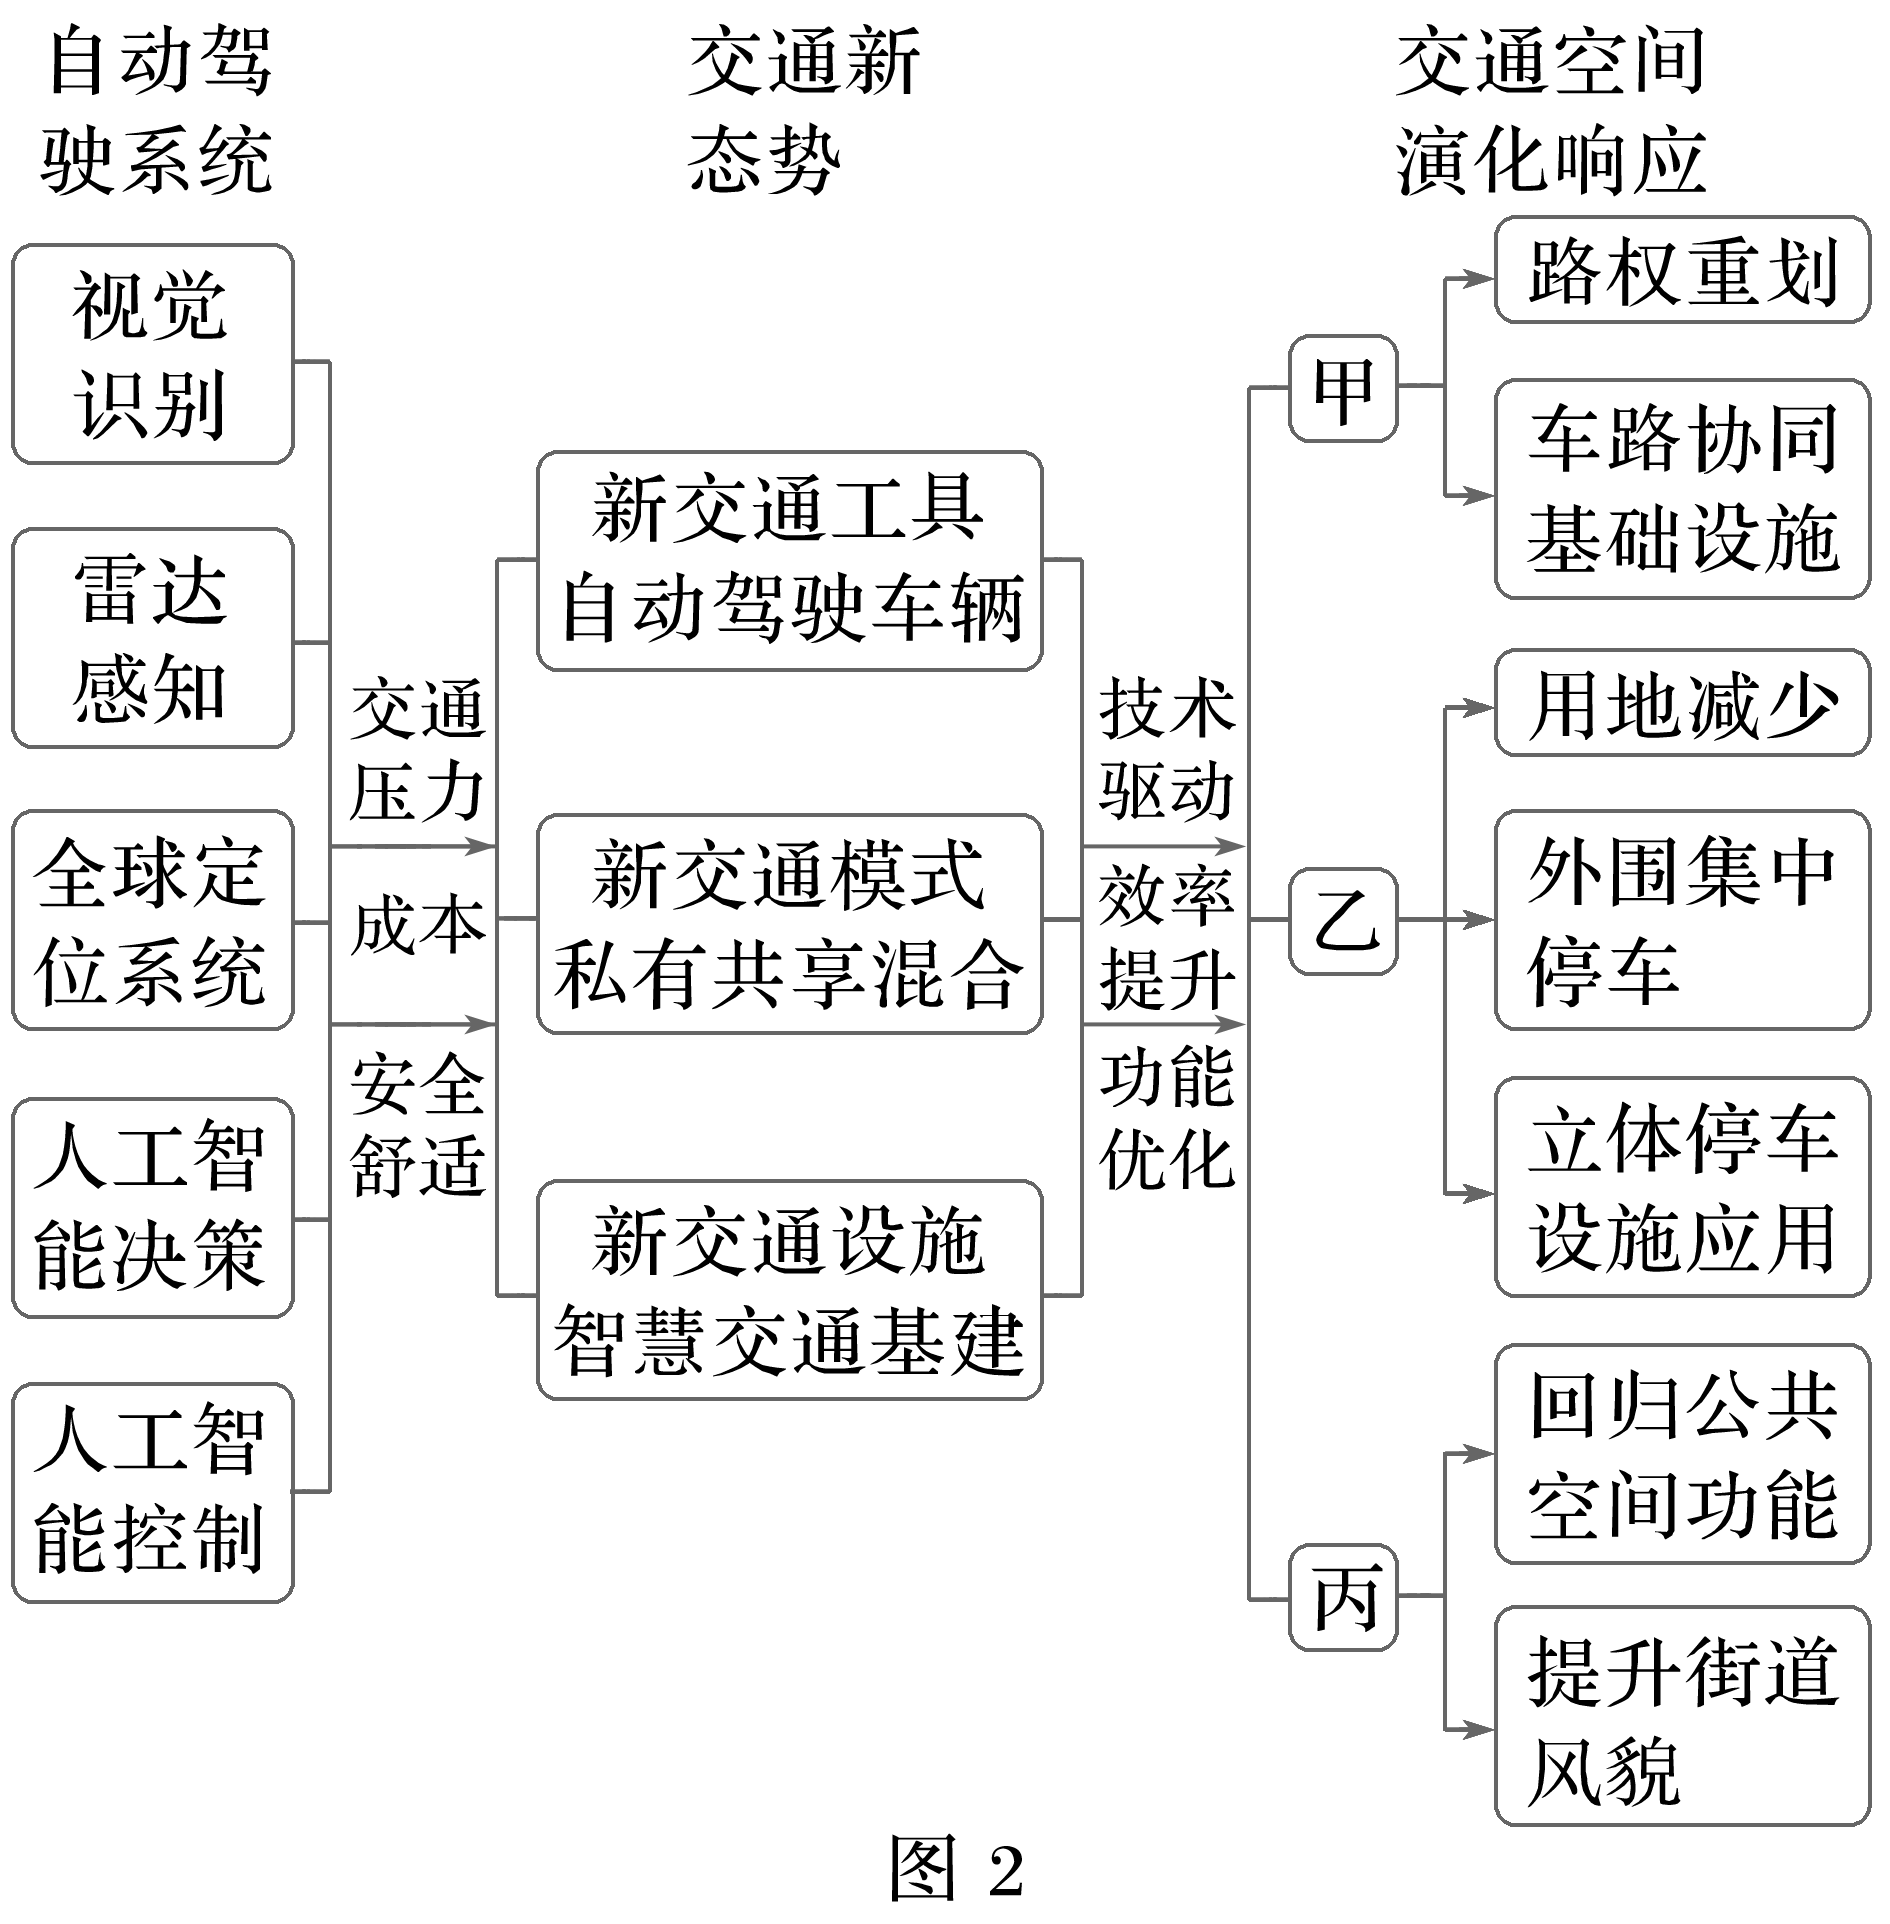 自动驾
驶系统
交通新
态势
交通空间
演化响应
视觉
识别
雷达
感知
全球定
位系统
人工智
能决策
人工智
能控制
交通
压力
成本
安全
舒适
新交通工具
自动驾驶车辆
新交通模式
私有共享混合
新交通设施
智慧交通基建
技术
驱动
效率
提升
功能
优化
甲
路权重划
车路协同
基础设施
乙
用地减少
外围集中
停车
立体停车
设施应用
丙
回归公共
空间功能
提升街道
风貌
图 2